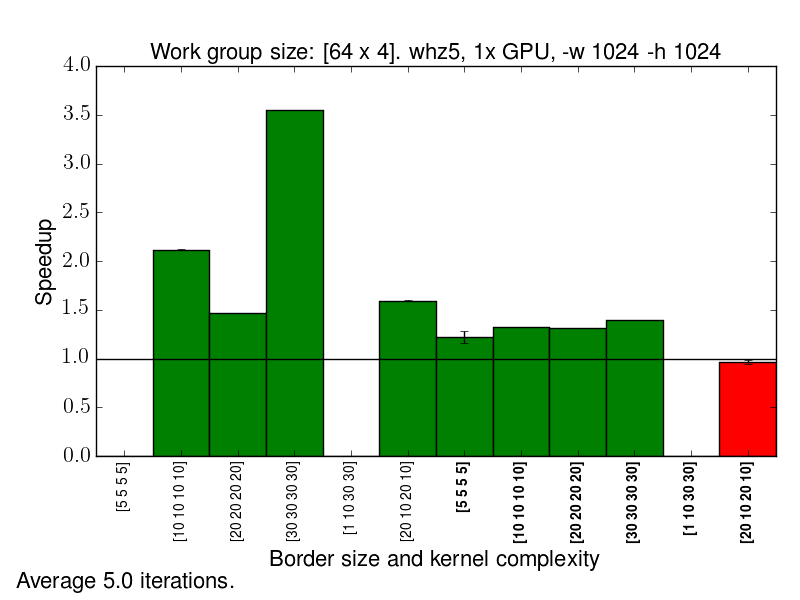 Work group size: [64 x 4]. whz5, 1x GPU, -w 1024 -h 1024
4.0
3.5
3.0
2.5
2.0
1.5
1.0
0.5
0.0
Speedup
[5 5 5 5]
[10 10 10 10]
[20 20 20 20]
[30 30 30 30]
[1 10 30 30]
[20 10 20 10]
[5 5 5 5]
[10 10 10 10]
[20 20 20 20]
[30 30 30 30]
[1 10 30 30]
[20 10 20 10]
Border size and kernel complexity
Average 5.0 iterations.